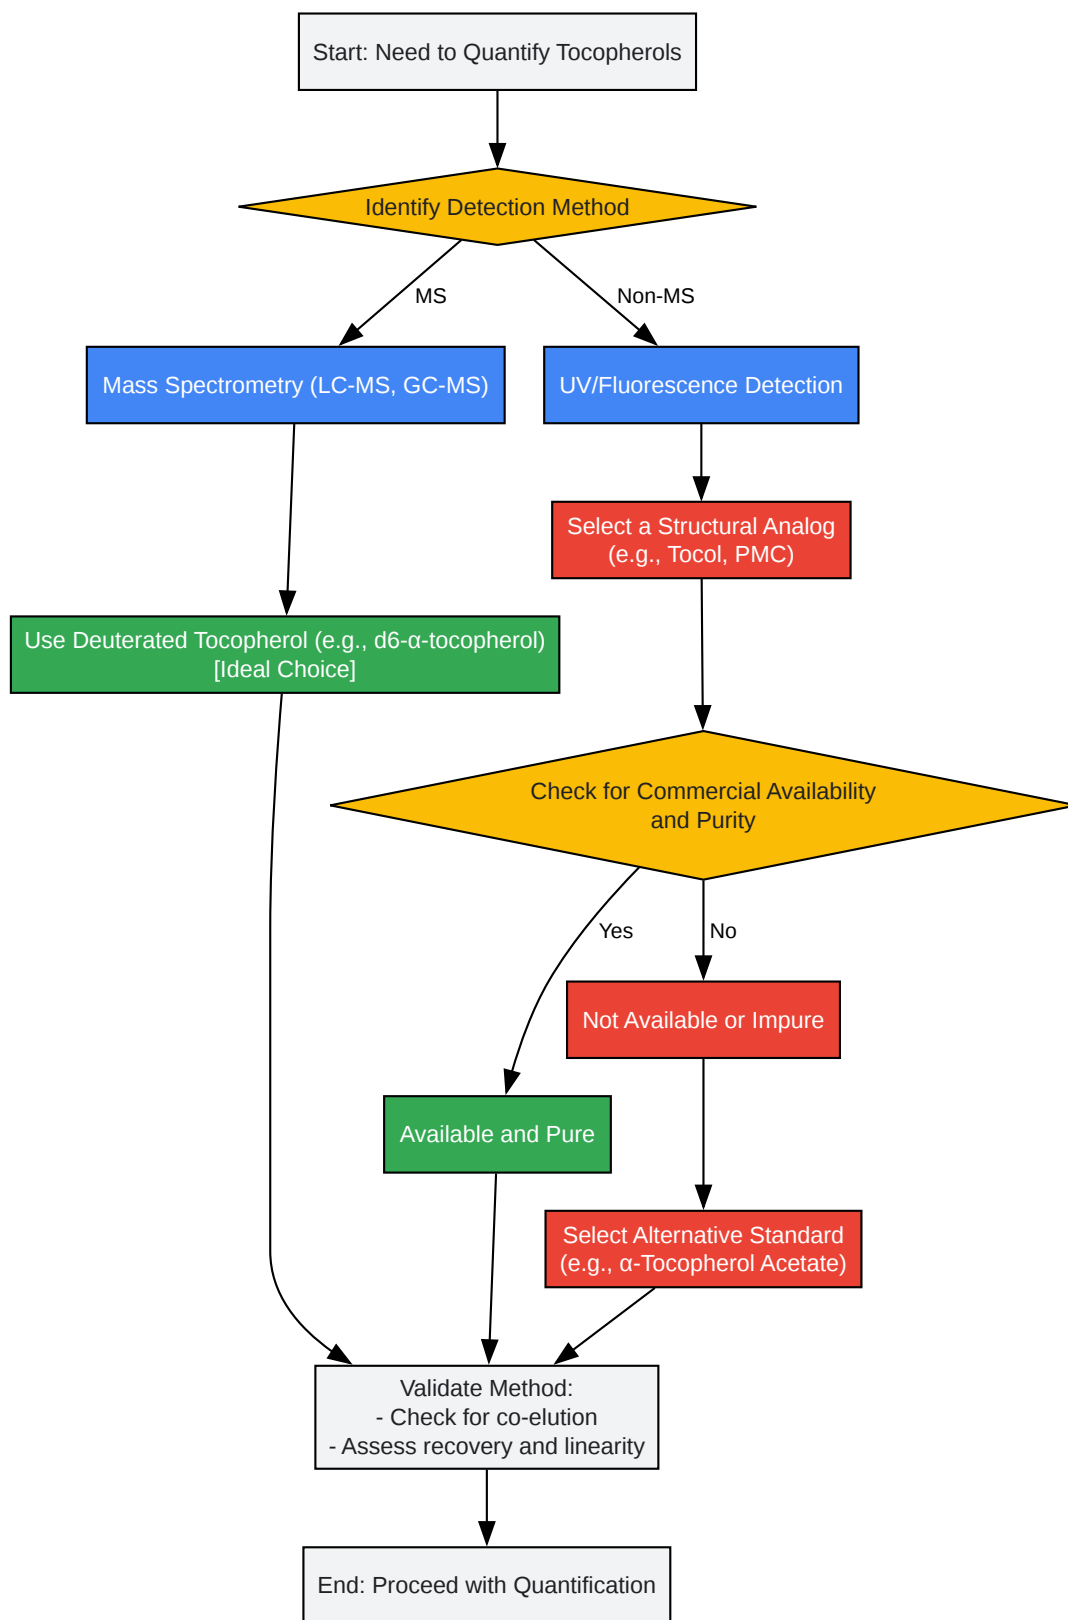 Start: Need to Quantify Tocopherols
Identify Detection Method
MS
Non-MS
Mass Spectrometry (LC-MS, GC-MS)
UV/Fluorescence Detection
Select a Structural Analog
(e.g., Tocol, PMC)
Use Deuterated Tocopherol (e.g., d6-α-tocopherol)
[Ideal Choice]
Check for Commercial Availability
and Purity
Yes
No
Not Available or Impure
Available and Pure
Select Alternative Standard
(e.g., α-Tocopherol Acetate)
Validate Method:
- Check for co-elution
- Assess recovery and linearity
End: Proceed with Quantification